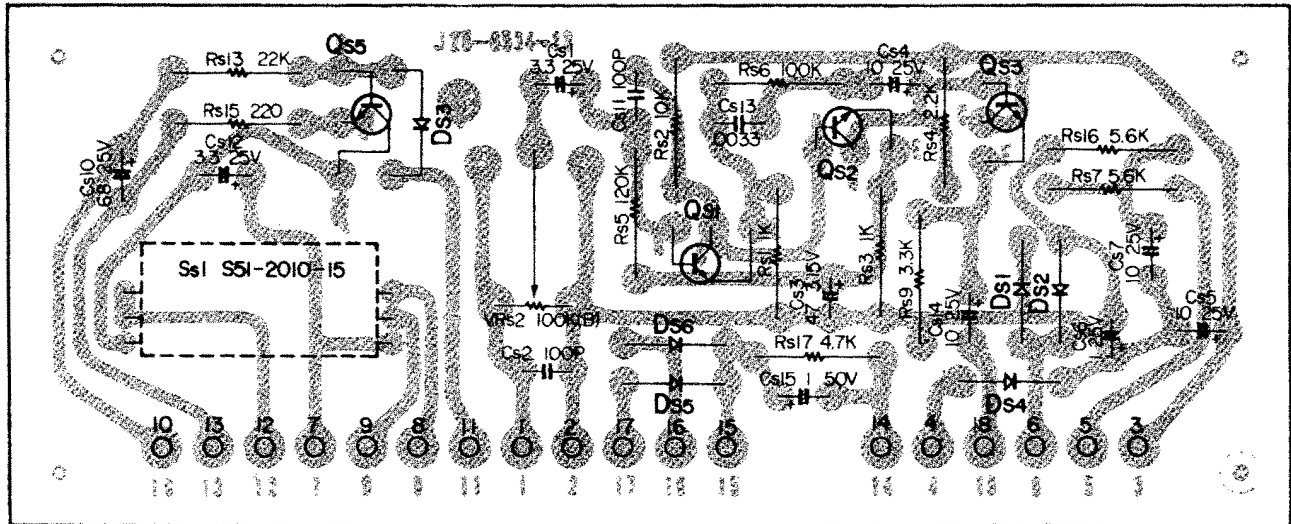 Rs13 22K
Qs5
Cs1
3.3 25V
Cs11 100P
Rs2 10K
Rs6 100K
Cs4
10 25V
Rs4 2.2K
Qs3
Rs15 220
Cs12
3.3 25V
Ds3
Cs13
.0033
Qs2
Rs16 5.6K
Rs7 5.6K
Cs10
68 25V
Rs5 120K
Qs1
Rs1 1K
Rs3 1K
Rs9 3.3K
Cs7
10 25V
Ss1 S51-2010-15
VRs2 100K(B)
Cs2 100P
Ds6
Ds5
Cs3
47 3.15V
Rs17 4.7K
Cs15 1 50V
Cs14
10 25V
Ds1
Ds2
Cs6
Cs5
10 25V
Ds4
10 13 12 7 9 8 11 1 2 17 16 15 14 4 18 6 5 3